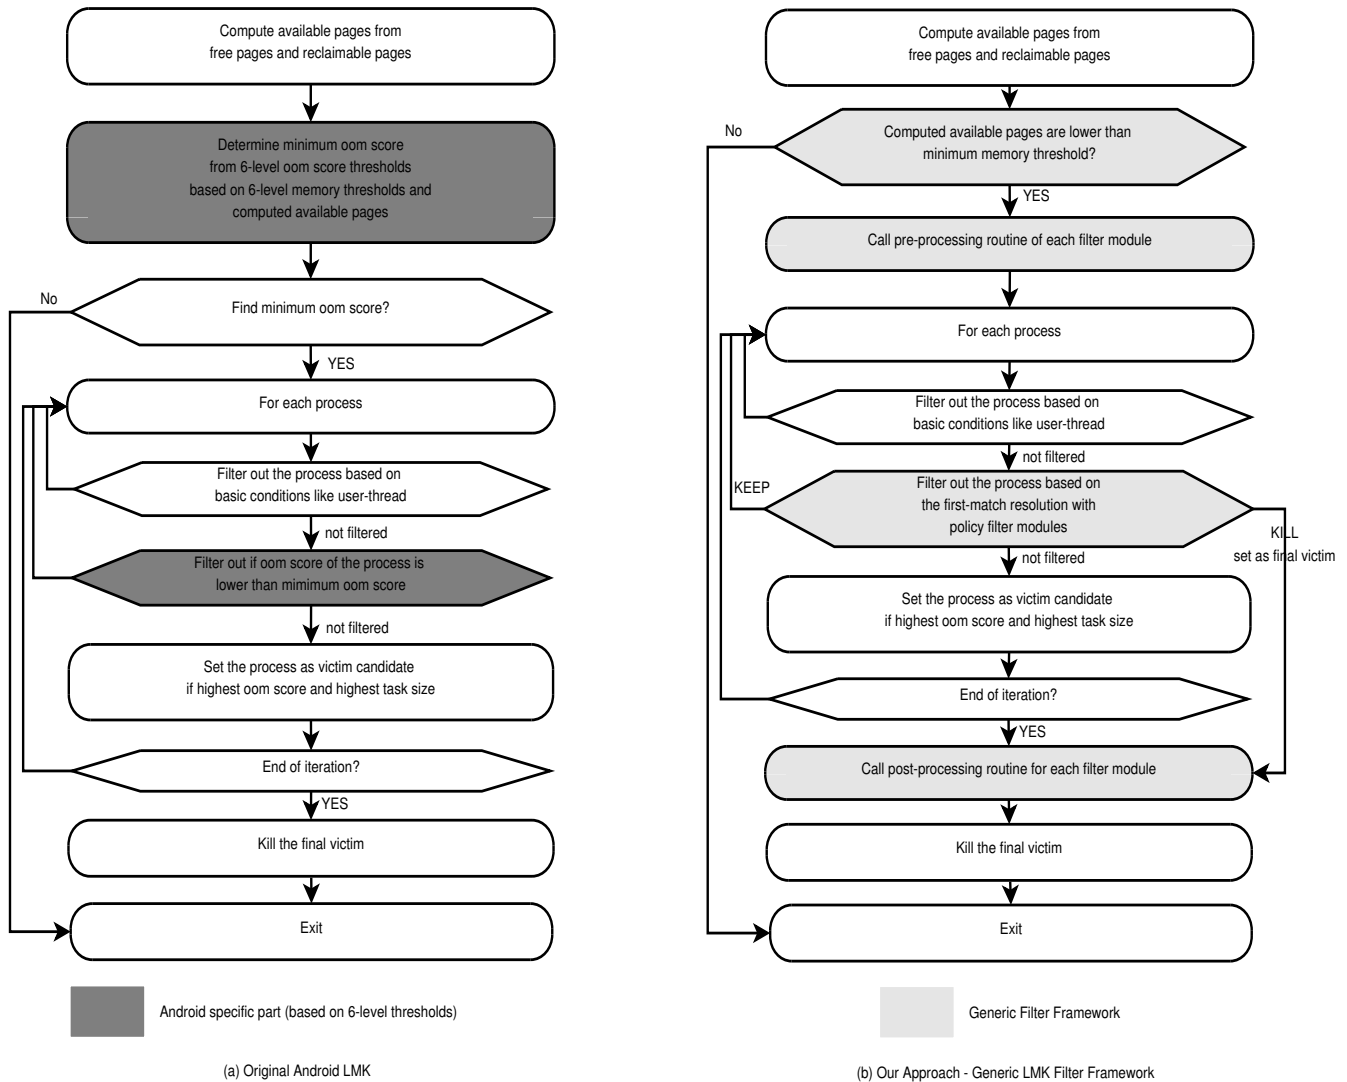 Compute available pages from
free pages and reclaimable pages
Determine minimum oom score
from 6-level oom score thresholds
based on 6-level memory thresholds and
computed available pages
Find minimum oom score?
No
YES
For each process
Filter out the process based on
basic conditions like user-thread
not filtered
Filter out if oom score of the process is
lower than mimimum oom score
not filtered
Set the process as victim candidate
if highest oom score and highest task size
End of iteration?
YES
Kill the final victim
Exit
Android specific part (based on 6-level thresholds)
(a) Original Android LMK
Compute available pages from
free pages and reclaimable pages
No
Computed available pages are lower than
minimum memory threshold?
YES
Call pre-processing routine of each filter module
For each process
Filter out the process based on
basic conditions like user-thread
not filtered
KEEP
Filter out the process based on
the first-match resolution with
policy filter modules
KILL
set as final victim
not filtered
Set the process as victim candidate
if highest oom score and highest task size
End of iteration?
YES
Call post-processing routine for each filter module
Kill the final victim
Exit
Generic Filter Framework
(b) Our Approach - Generic LMK Filter Framework